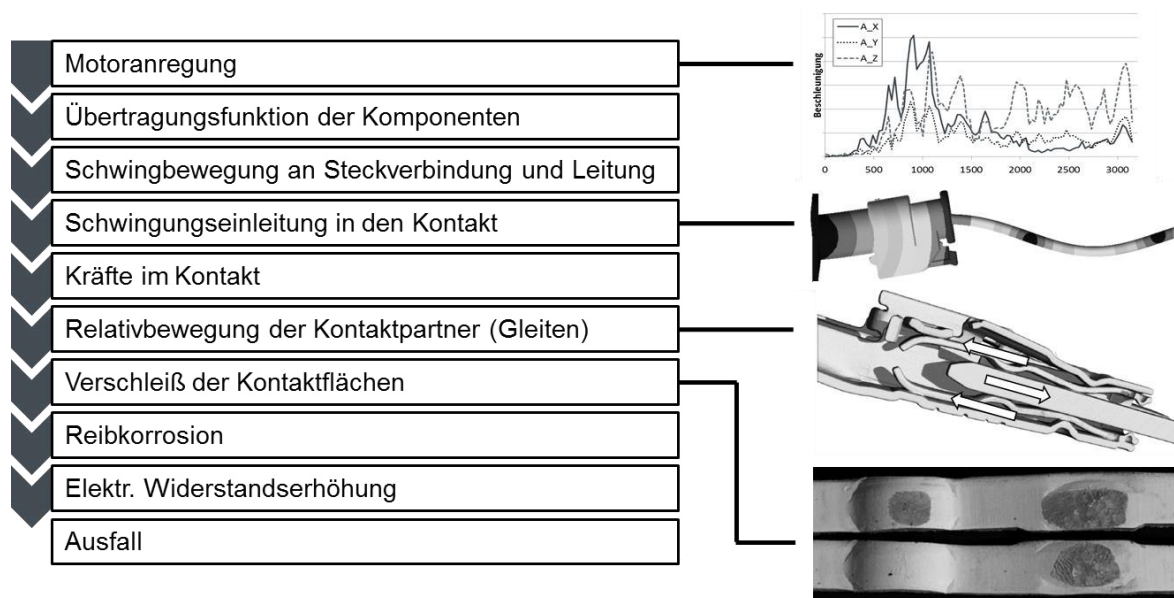 Motoranregung
Übertragungsfunktion der Komponenten
Schwingbewegung an Steckverbindung und Leitung
Schwingungseinleitung in den Kontakt
Kräfte im Kontakt
Relativbewegung der Kontaktpartner (Gleiten)
Verschleiß der Kontaktflächen
Reibkorrosion
Elektr. Widerstandserhöhung
Ausfall
Beschleunigung
A_X
A_Y
A_Z
0 500 1000 1500 2000 2500 3000